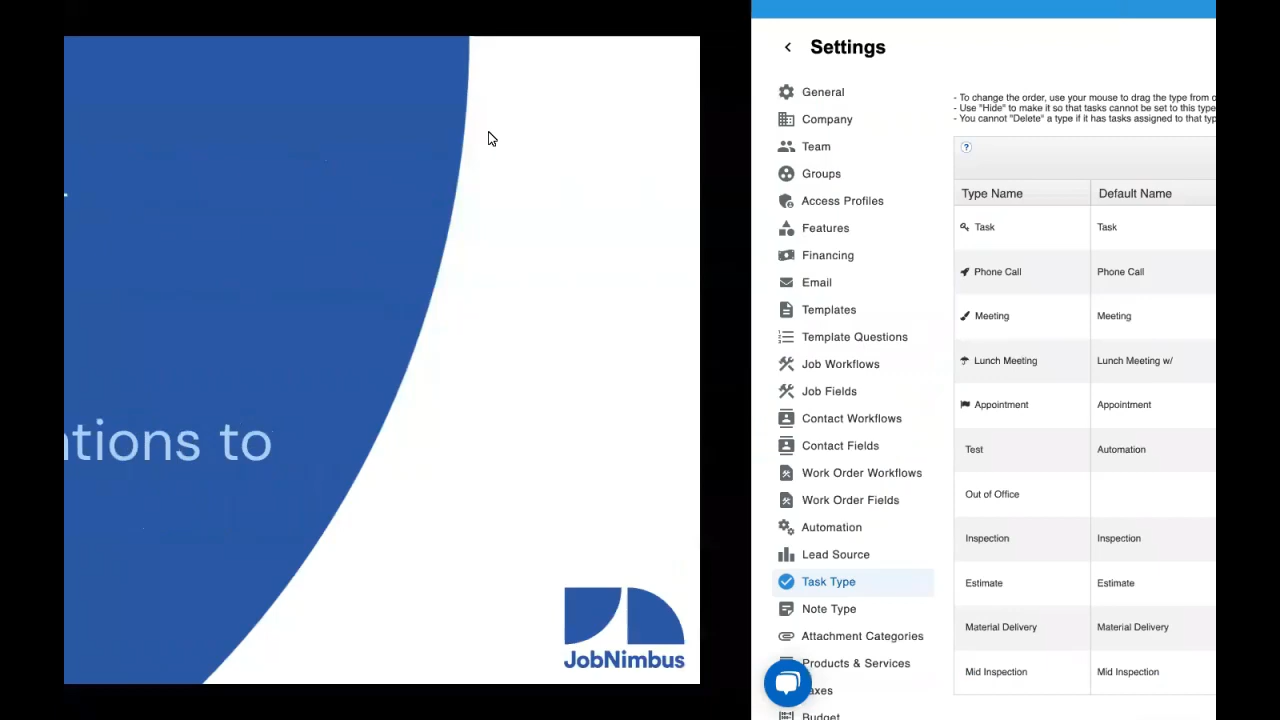 ations to
JobNimbus
Settings
General
Company
Team
Groups
Access Profiles
Features
Financing
Email
Templates
Template Questions
Job Workflows
Job Fields
Contact Workflows
Contact Fields
Work Order Workflows
Work Order Fields
Automation
Lead Source
Task Type
Note Type
Attachment Categories
Products & Services
axes
Budget
- To change the order, use your mouse to drag the type from o
- Use "Hide" to make it so that tasks cannot be set to this type
- You cannot "Delete" a type if it has tasks assigned to that typ
?
Type Name Default Name
Task Task
Phone Call Phone Call
Meeting Meeting
Lunch Meeting Lunch Meeting w/
Appointment Appointment
Test Automation
Out of Office
Inspection Inspection
Estimate Estimate
Material Delivery Material Delivery
Mid Inspection Mid Inspection